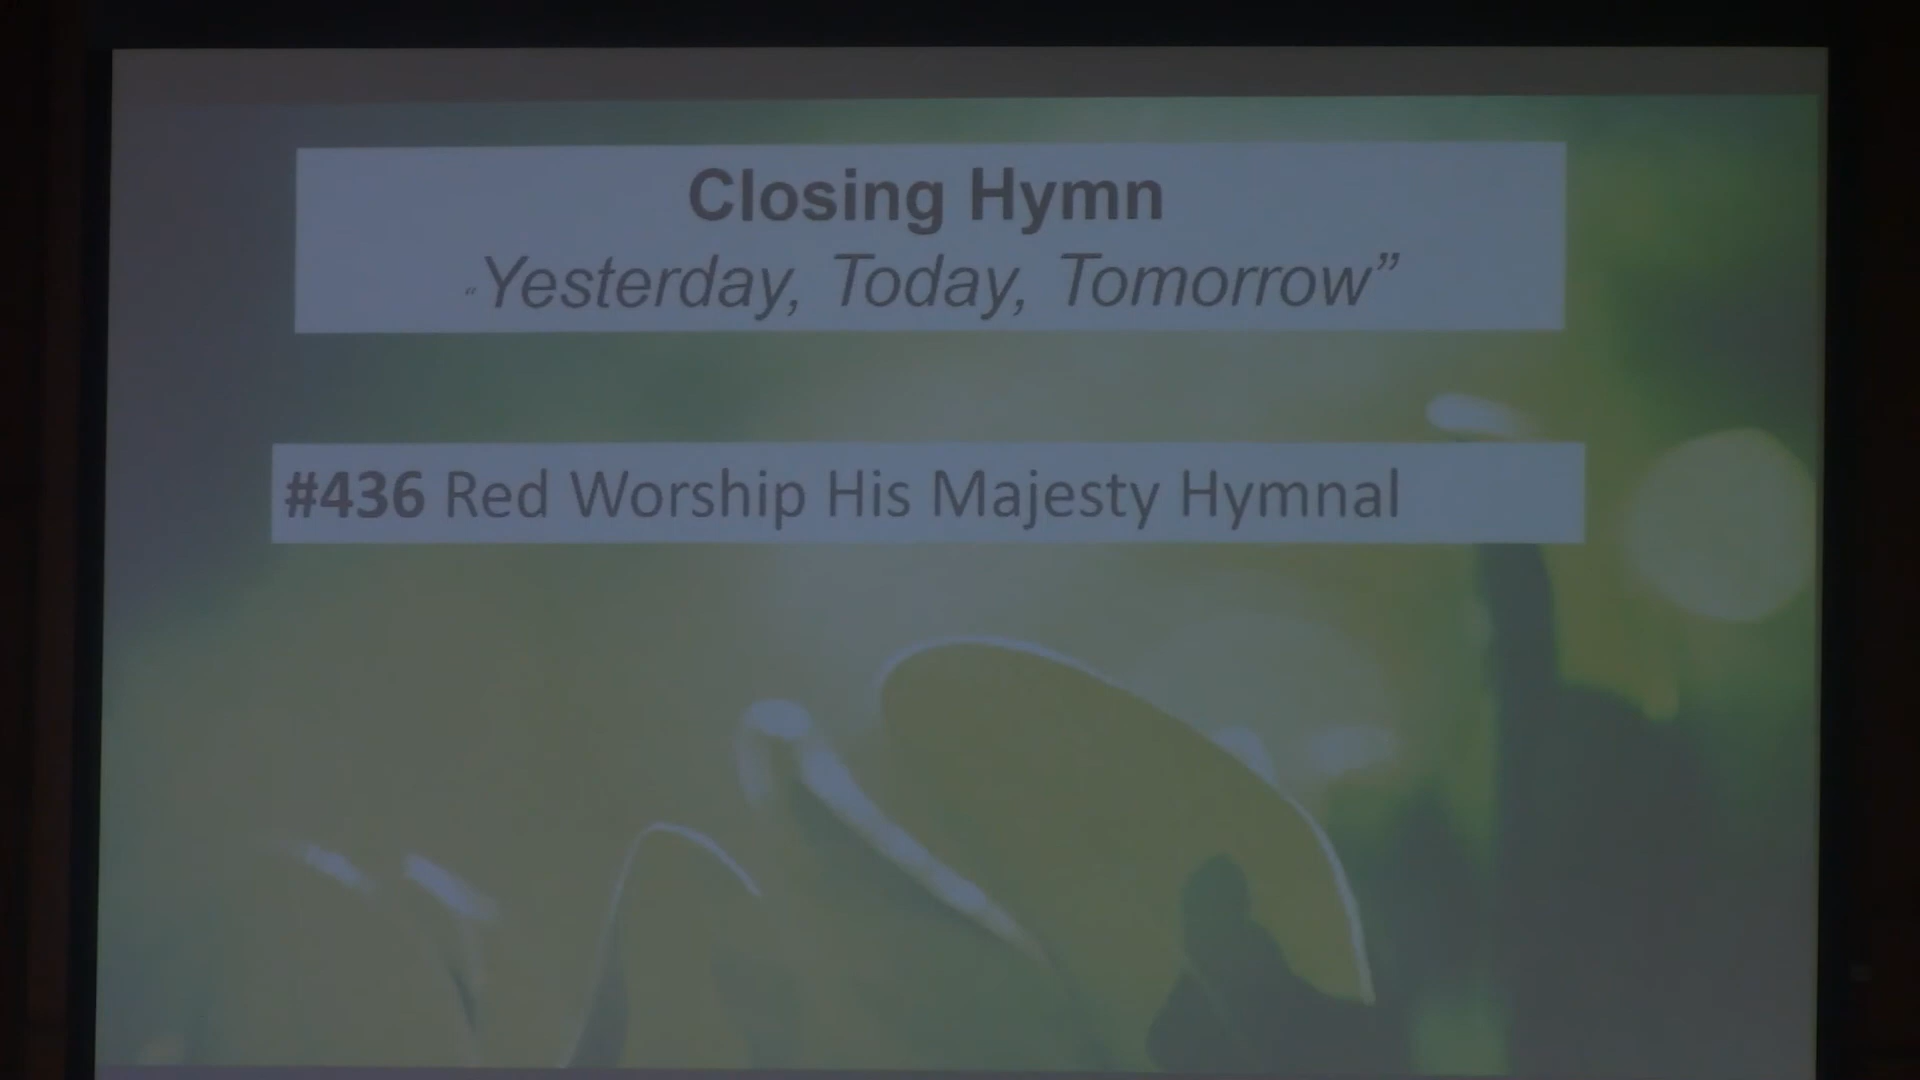 Closing Hymn
“Yesterday, Today, Tomorrow”
#436 Red Worship His Majesty Hymnal